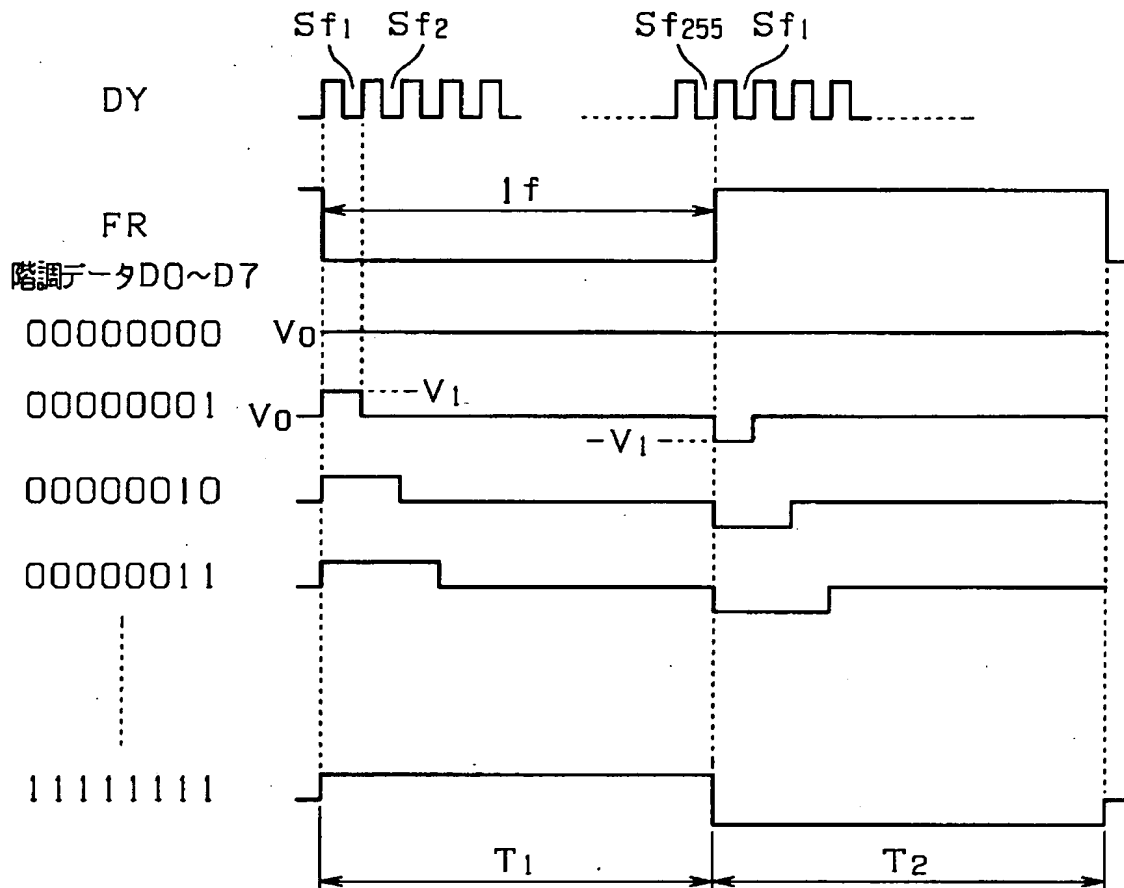 Sf1 Sf2 Sf255 Sf1
DY
1f
FR
階調データD0～D7
00000000 V0
00000001 V0 V1 -V1
00000010
00000011
11111111
T1 T2